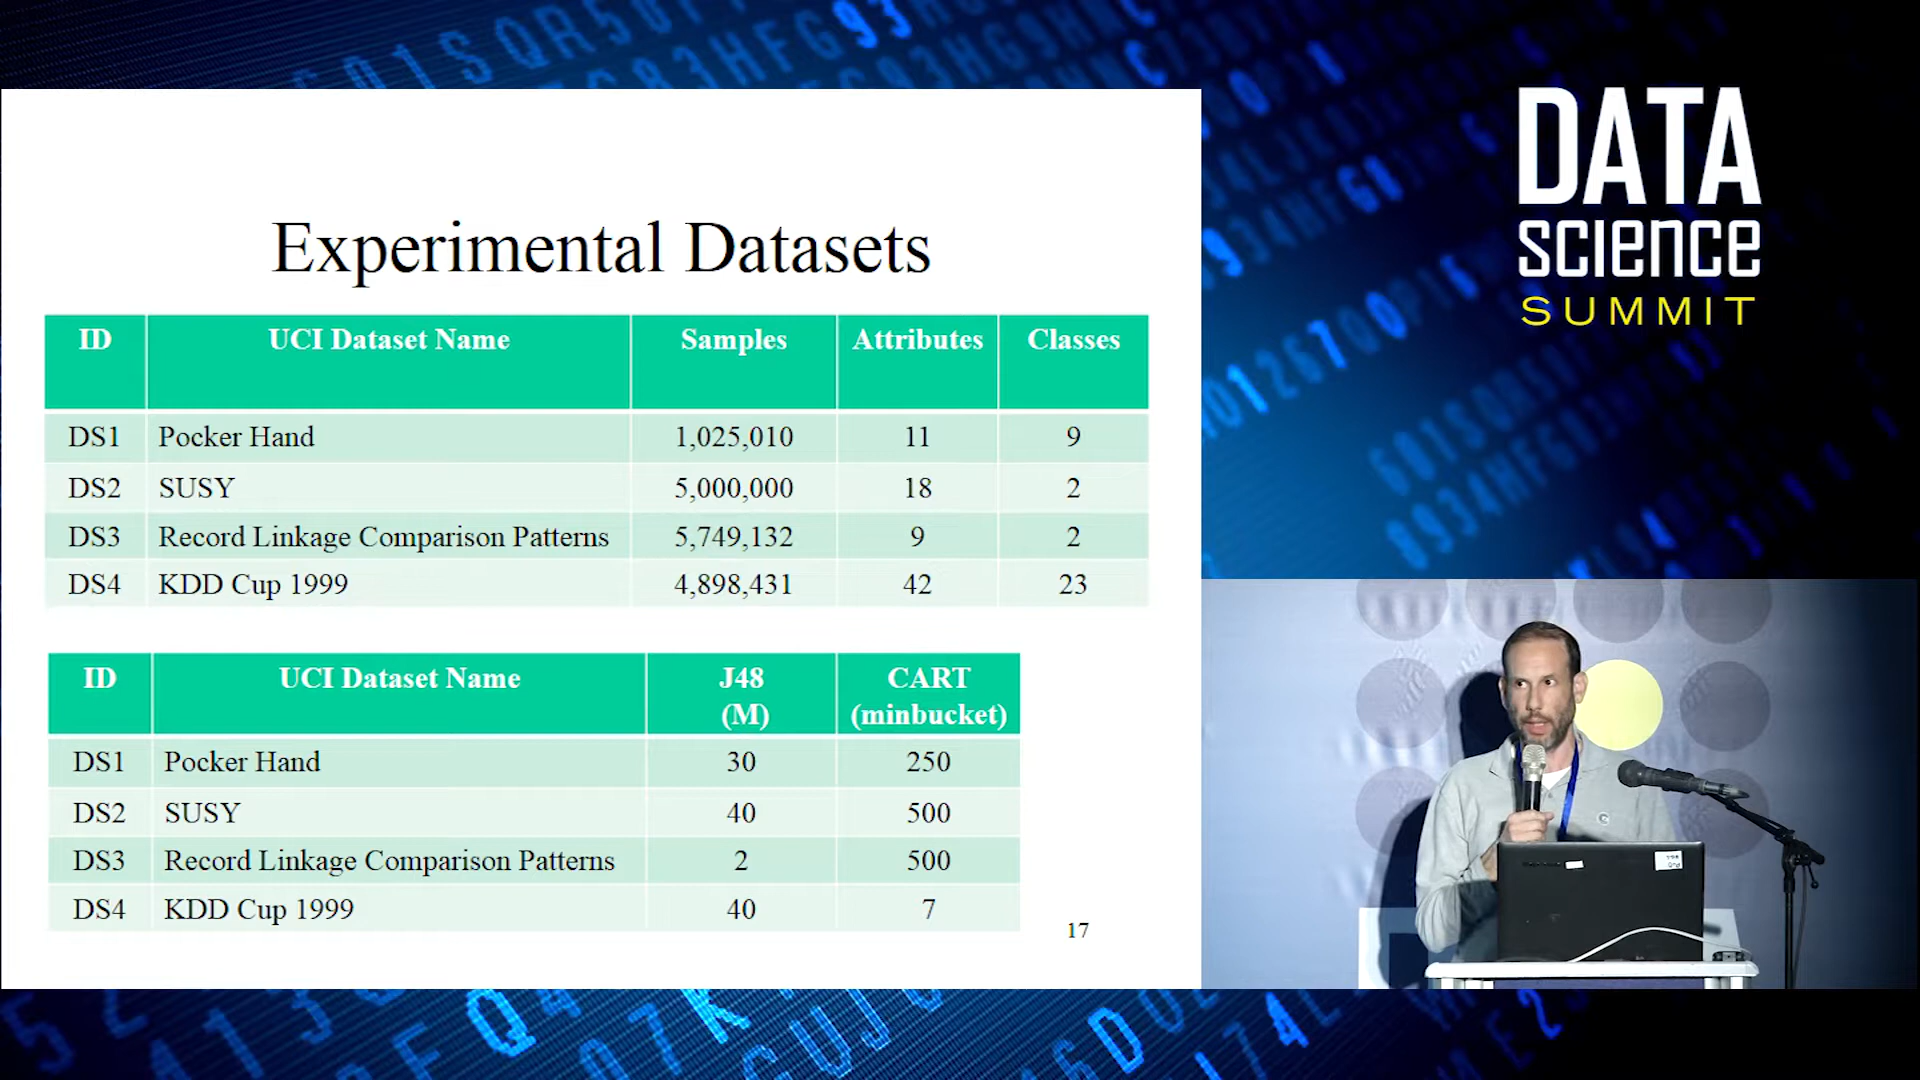 DATA
SCIENCE
SUMMIT
Experimental Datasets
ID UCI Dataset Name Samples Attributes Classes
DS1 Pocker Hand 1,025,010 11 9
DS2 SUSY 5,000,000 18 2
DS3 Record Linkage Comparison Patterns 5,749,132 9 2
DS4 KDD Cup 1999 4,898,431 42 23
ID UCI Dataset Name J48 CART
(M) (minbucket)
DS1 Pocker Hand 30 250
DS2 SUSY 40 500
DS3 Record Linkage Comparison Patterns 2 500
DS4 KDD Cup 1999 40 7
17